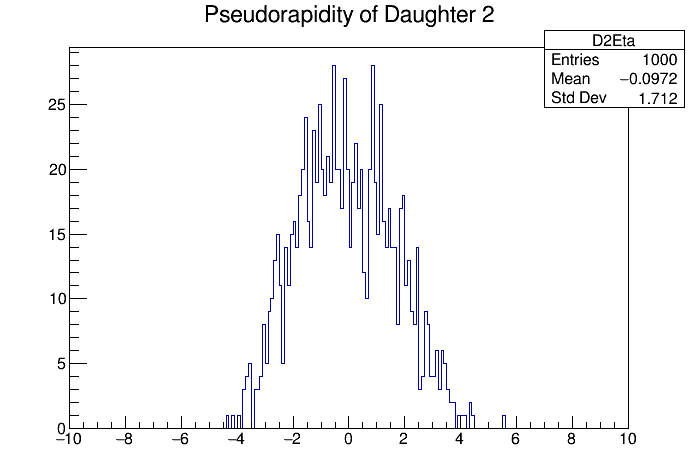 Pseudorapidity of Daughter 2
D2Eta
Entries 1000
Mean −0.0972
Std Dev 1.712
25
20
15
10
5
0
−10 −8 −6 −4 −2 0 2 4 6 8 10